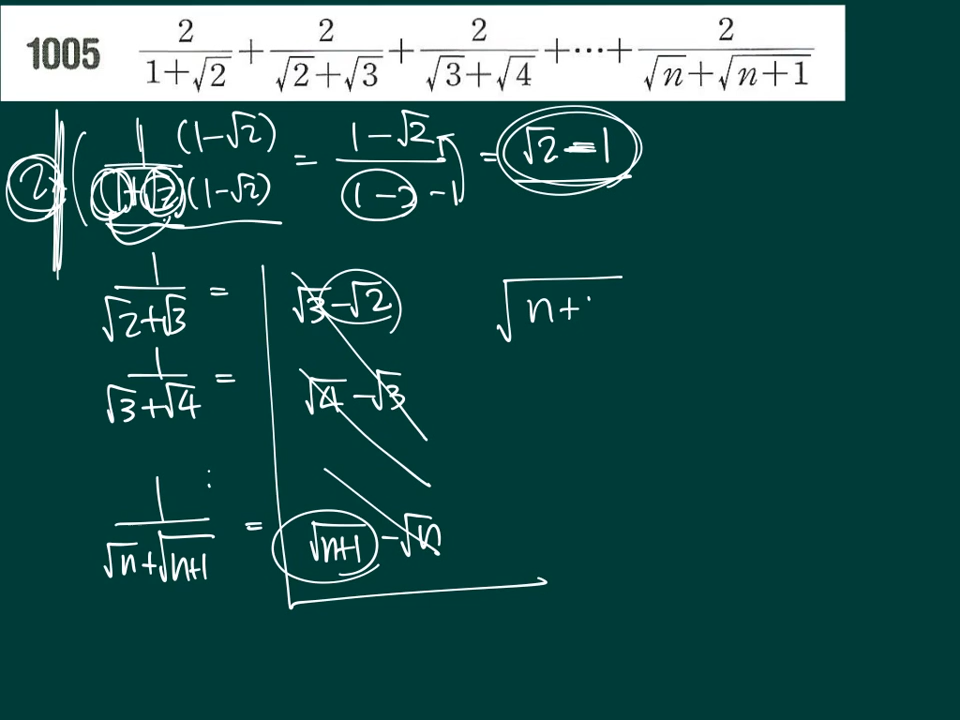 1005 2/(1+√2) + 2/(√2+√3) + 2/(√3+√4) + ⋯ + 2/(√n+√(n+1))
2 ( 1(1-√2) / (1+√2)(1-√2) = (1-√2) / (1-2) -1 = √2-1
1/(√2+√3) = √3-√2 √(n+
1/(√3+√4) = √4-√3
:
1/(√n+√(n+1)) = √(n+1)-√n